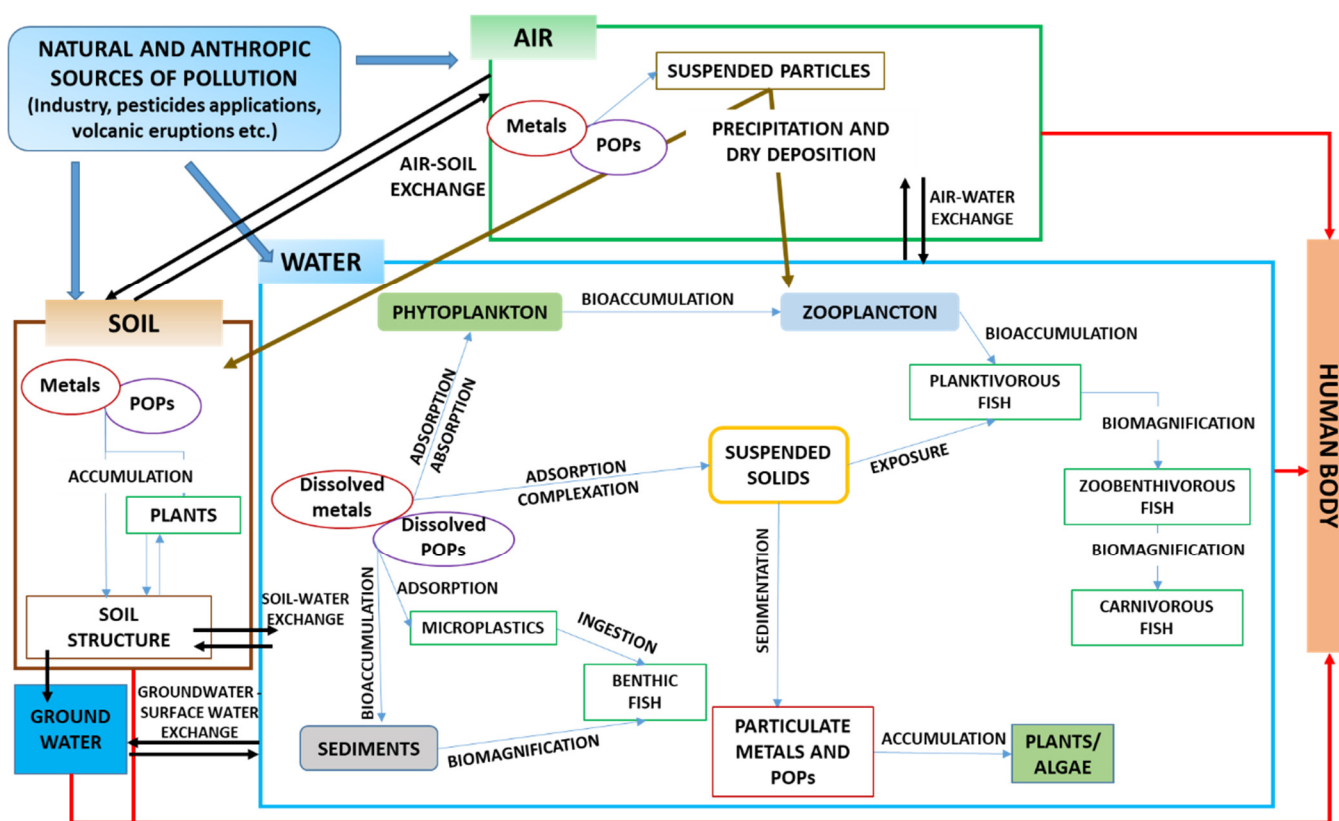 NATURAL AND ANTHROPIC
SOURCES OF POLLUTION
(Industry, pesticides applications,
volcanic eruptions etc.)
AIR
SUSPENDED PARTICLES
Metals
POPs
PRECIPITATION AND
DRY DEPOSITION
AIR-SOIL
EXCHANGE
AIR-WATER
EXCHANGE
WATER
SOIL
Metals
POPs
ACCUMULATION
PLANTS
SOIL
STRUCTURE
SOIL-WATER
EXCHANGE
GROUND
WATER
GROUNDWATER -
SURFACE WATER
EXCHANGE
PHYTOPLANKTON
BIOACCUMULATION
ZOOPLANCTON
BIOACCUMULATION
PLANKTIVOROUS
FISH
BIOMAGNIFICATION
ZOOBENTHIVOROUS
FISH
BIOMAGNIFICATION
CARNIVOROUS
FISH
ADSORPTION
ABSORPTION
Dissolved
metals
Dissolved
POPs
ADSORPTION
COMPLEXATION
SUSPENDED
SOLIDS
EXPOSURE
SEDIMENTATION
BIOACCUMULATION
ADSORPTION
MICROPLASTICS
INGESTION
BENTHIC
FISH
SEDIMENTS
BIOMAGNIFICATION
PARTICULATE
METALS AND
POPs
ACCUMULATION
PLANTS/
ALGAE
HUMAN BODY